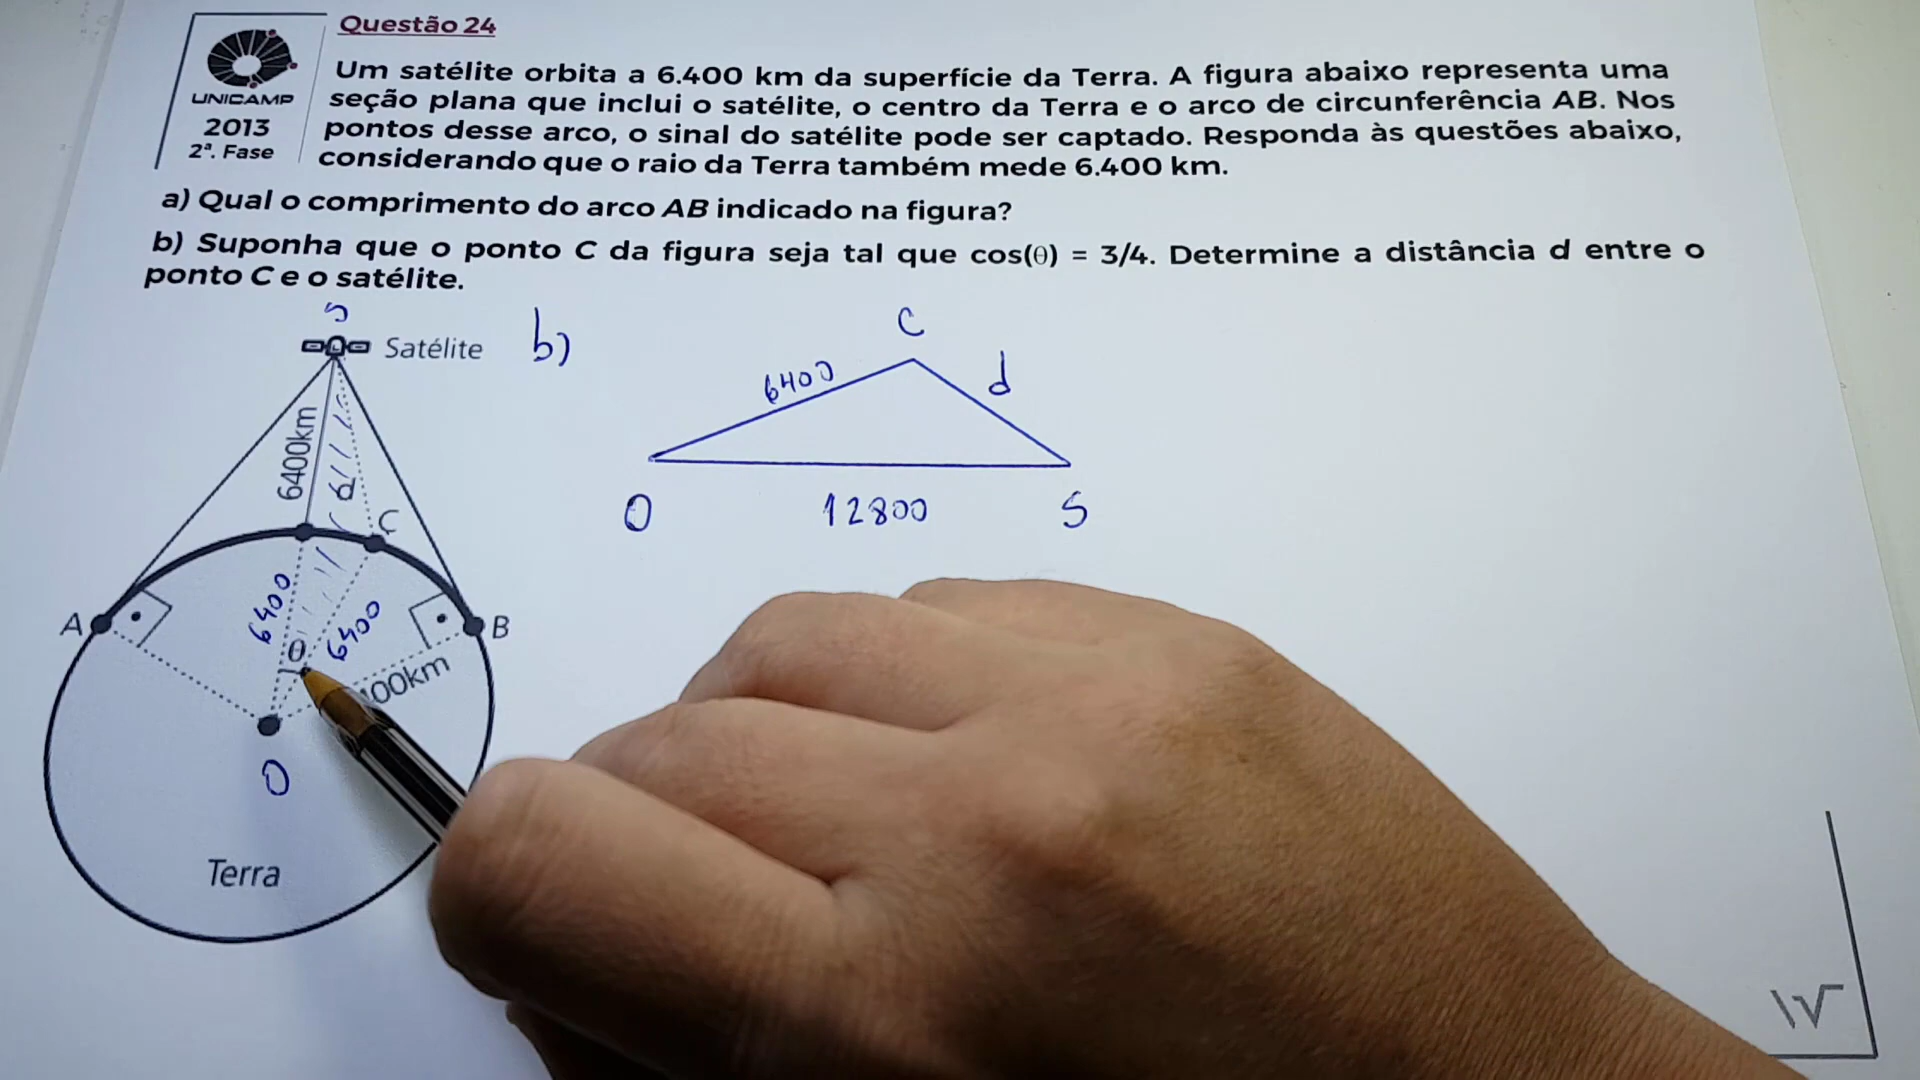 Questão 24
UNICAMP
2013
2ª. Fase
Um satélite orbita a 6.400 km da superfície da Terra. A figura abaixo representa uma
seção plana que inclui o satélite, o centro da Terra e o arco de circunferência AB. Nos
pontos desse arco, o sinal do satélite pode ser captado. Responda às questões abaixo,
considerando que o raio da Terra também mede 6.400 km.
a) Qual o comprimento do arco AB indicado na figura?
b) Suponha que o ponto C da figura seja tal que cos(θ) = 3/4. Determine a distância d entre o
ponto C e o satélite.
S
Satélite
6400km
d
C
A
B
6400
θ
6400
00km
O
Terra
b)
C
6400
d
O
12800
S